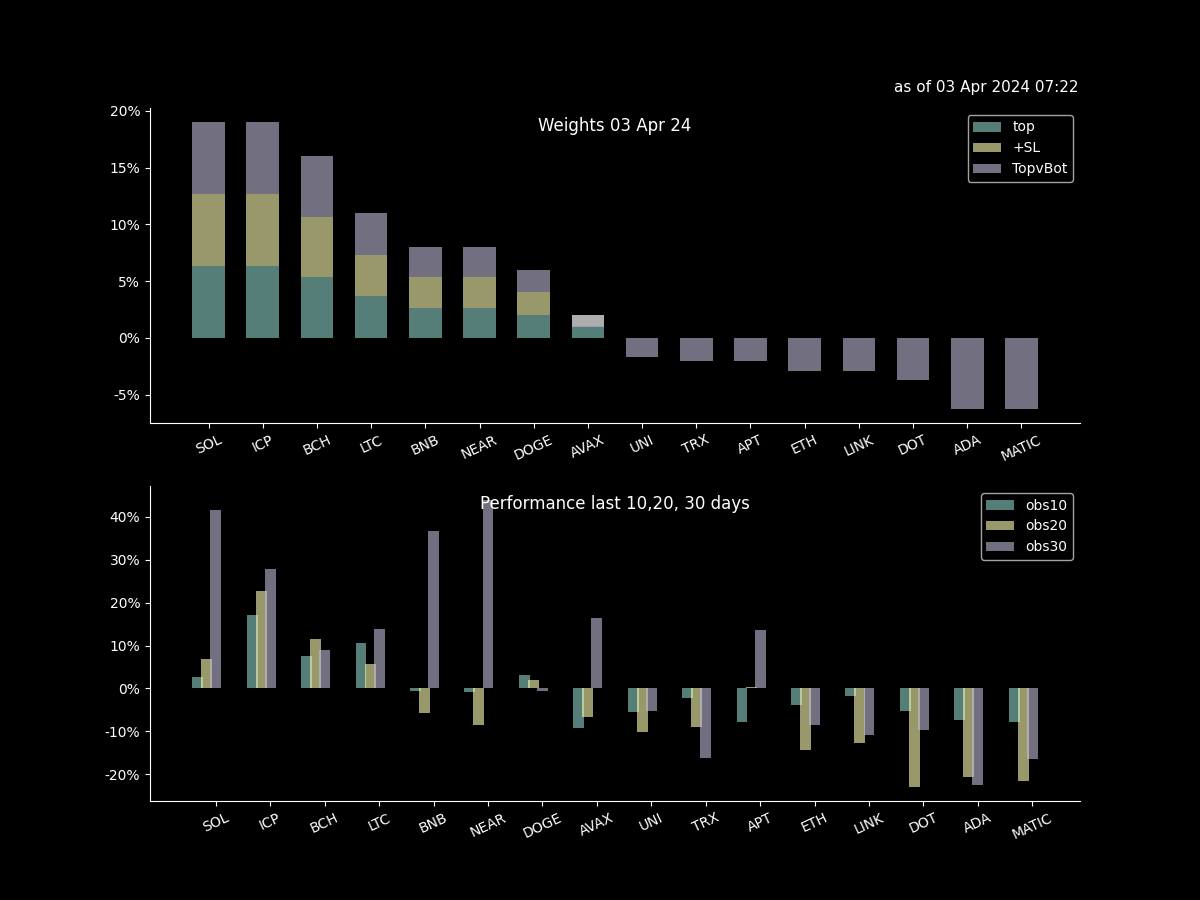 as of 03 Apr 2024 07:22
Weights 03 Apr 24
top
+SL
TopvBot
20%
15%
10%
5%
0%
-5%
SOL ICP BCH LTC BNB NEAR DOGE AVAX UNI TRX APT ETH LINK DOT ADA MATIC
Performance last 10,20, 30 days
obs10
obs20
obs30
40%
30%
20%
10%
0%
-10%
-20%
SOL ICP BCH LTC BNB NEAR DOGE AVAX UNI TRX APT ETH LINK DOT ADA MATIC